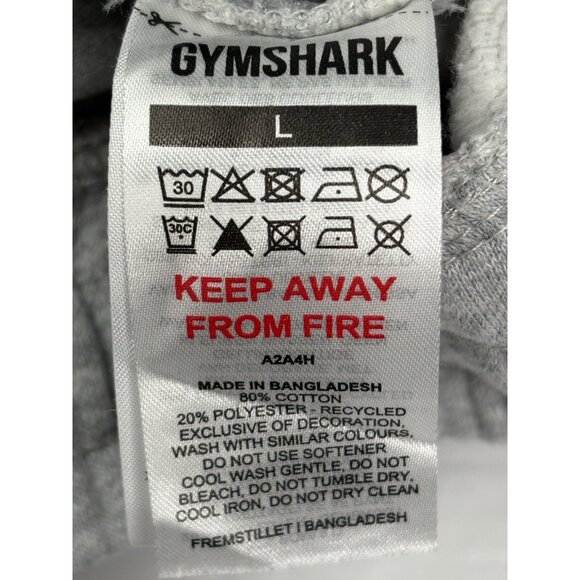 GYMSHARK
L
30
30C
KEEP AWAY
FROM FIRE
A2A4H
MADE IN BANGLADESH
80% COTTON
20% POLYESTER - RECYCLED
EXCLUSIVE OF DECORATION,
WASH WITH SIMILAR COLOURS,
DO NOT USE SOFTENER
COOL WASH GENTLE, DO NOT
BLEACH, DO NOT TUMBLE DRY,
COOL IRON, DO NOT DRY CLEAN
FREMSTILLET I BANGLADESH